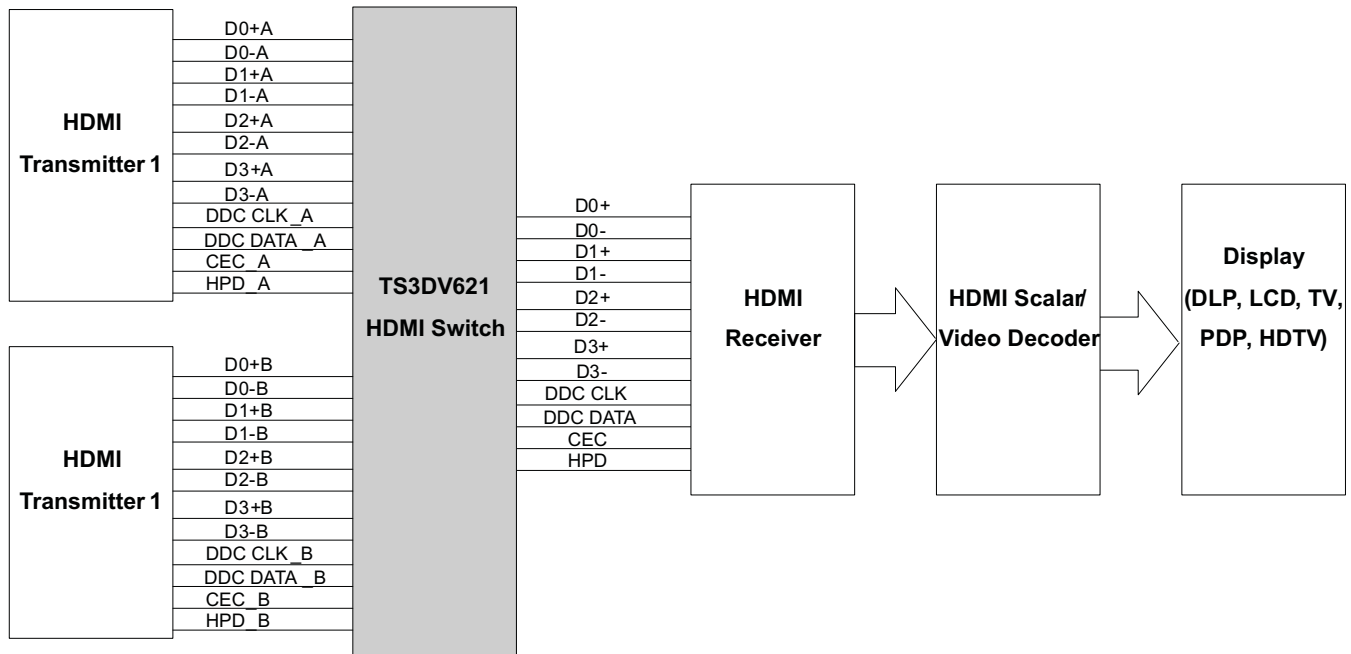 HDMI
Transmitter 1
D0+A
D0-A
D1+A
D1-A
D2+A
D2-A
D3+A
D3-A
DDC CLK_A
DDC DATA _A
CEC_A
HPD_A
HDMI
Transmitter 1
D0+B
D0-B
D1+B
D1-B
D2+B
D2-B
D3+B
D3-B
DDC CLK_B
DDC DATA _B
CEC_B
HPD_B
TS3DV621
HDMI Switch
D0+
D0-
D1+
D1-
D2+
D2-
D3+
D3-
DDC CLK
DDC DATA
CEC
HPD
HDMI
Receiver
HDMI Scalar/
Video Decoder
Display
(DLP, LCD, TV,
PDP, HDTV)